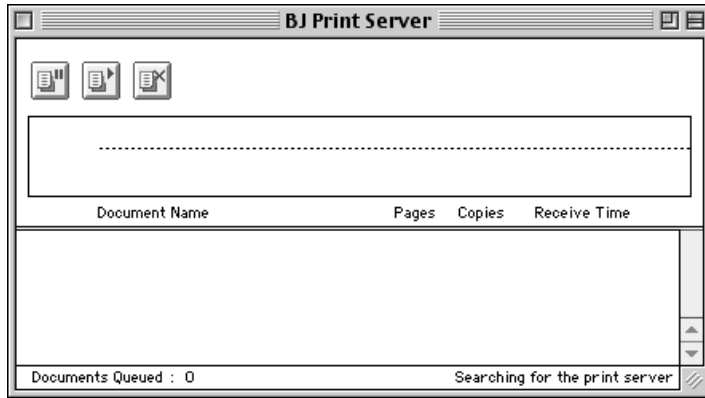 BJ Print Server
Document Name Pages Copies Receive Time
Documents Queued : 0 Searching for the print server